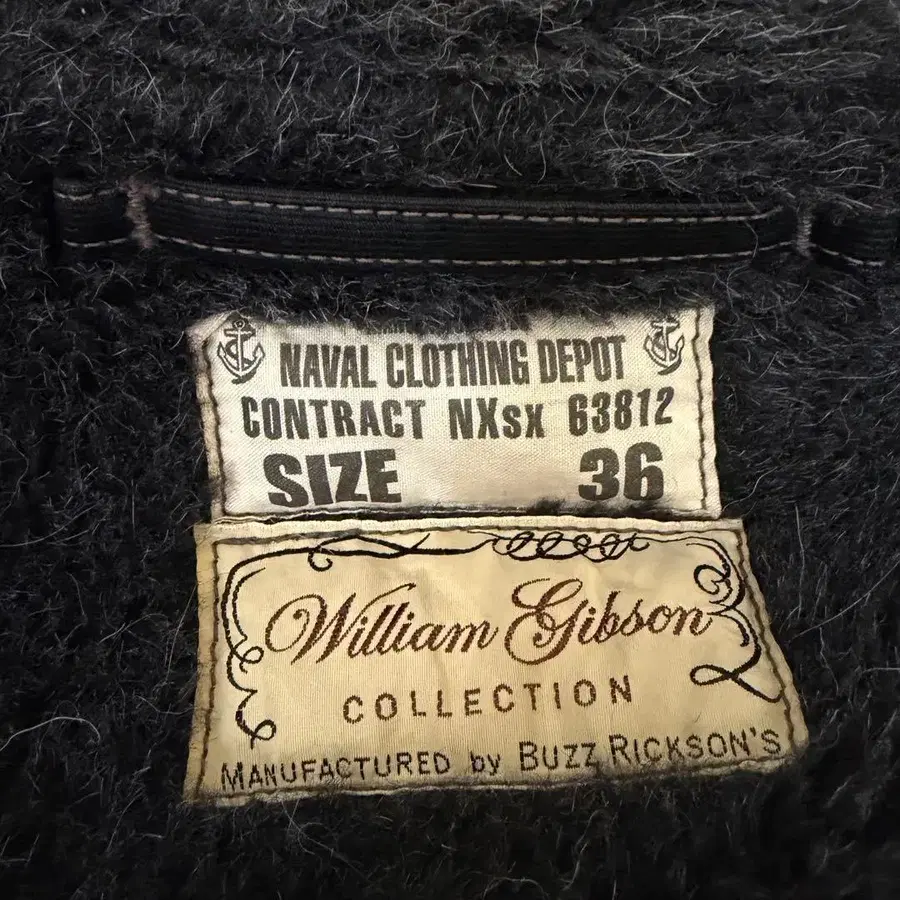 NAVAL CLOTHING DEPOT
CONTRACT NXsx 63812
SIZE 36
William Gibson
COLLECTION
MANUFACTURED by BUZZ RICKSON'S